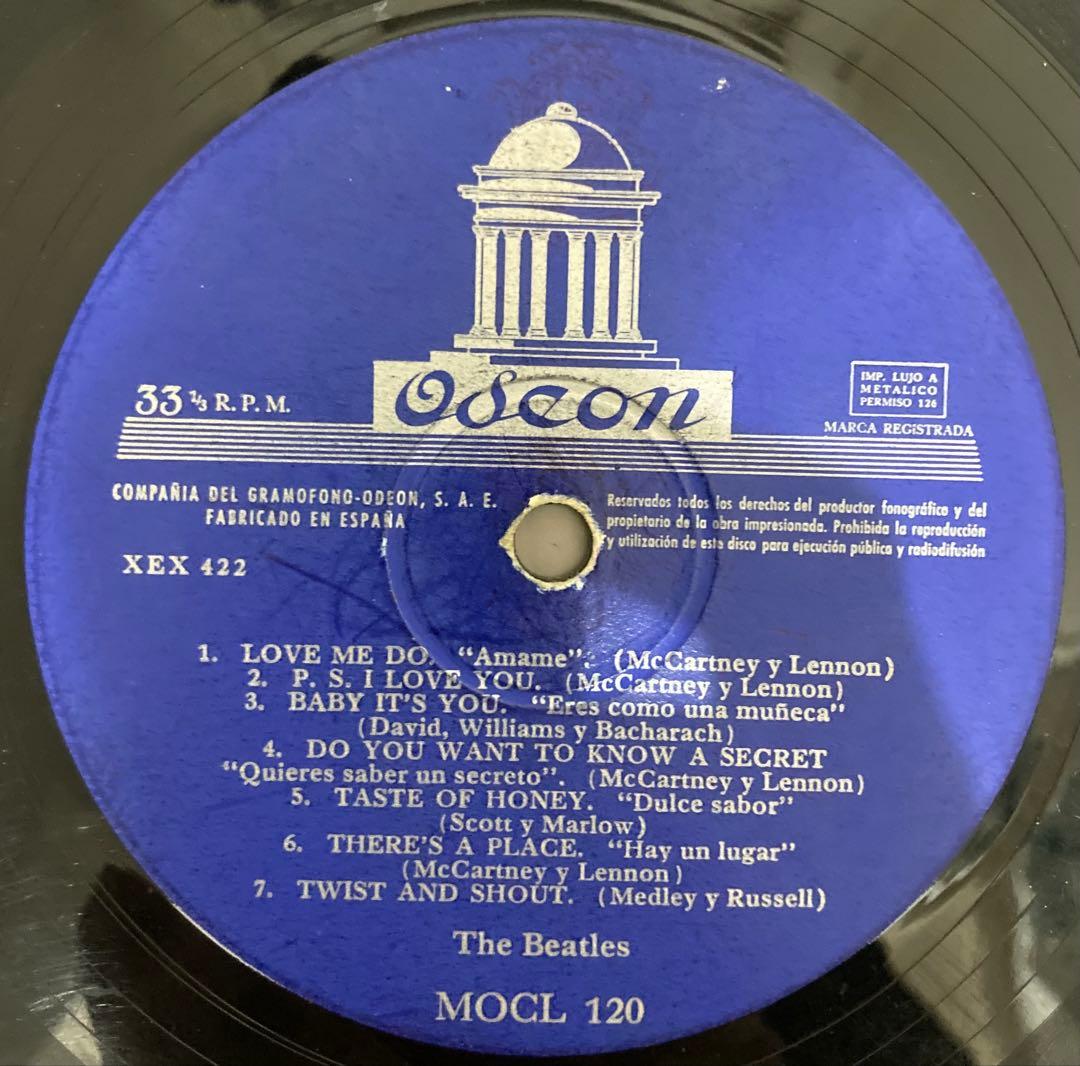 Odeon
33 ⅓ R. P. M.
IMP. LUJO A
METALICO
PERMISO 126
MARCA REGISTRADA
COMPAÑIA DEL GRAMOFONO-ODEON, S. A. E.
FABRICADO EN ESPAÑA
Reservados todos los derechos del productor fonográfico y del
propietario de la obra impresionada. Prohibida la reproducción
y utilización de este disco para ejecución pública y radiodifusión
XEX 422
1. LOVE ME DO. "Amame". (McCartney y Lennon)
2. P. S. I LOVE YOU. (McCartney y Lennon)
3. BABY IT'S YOU. "Eres como una muñeca"
(David, Williams y Bacharach)
4. DO YOU WANT TO KNOW A SECRET
"Quieres saber un secreto". (McCartney y Lennon)
5. TASTE OF HONEY. "Dulce sabor"
(Scott y Marlow)
6. THERE'S A PLACE. "Hay un lugar"
(McCartney y Lennon)
7. TWIST AND SHOUT. (Medley y Russell)
The Beatles
MOCL 120